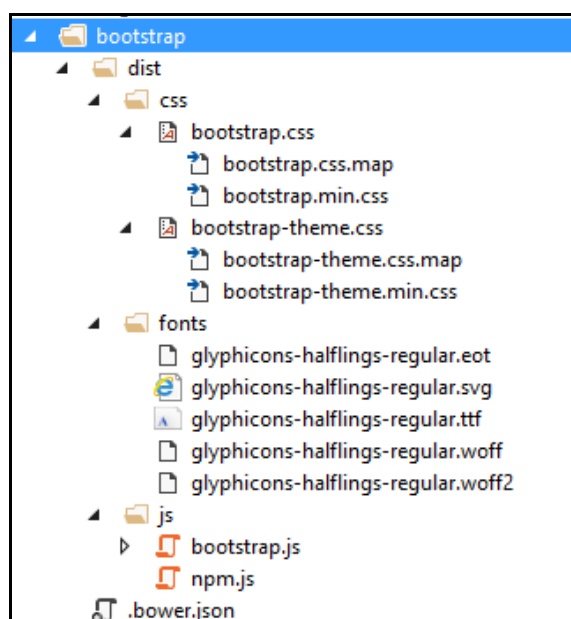 bootstrap
dist
css
bootstrap.css
bootstrap.css.map
bootstrap.min.css
bootstrap-theme.css
bootstrap-theme.css.map
bootstrap-theme.min.css
fonts
glyphicons-halflings-regular.eot
glyphicons-halflings-regular.svg
glyphicons-halflings-regular.ttf
glyphicons-halflings-regular.woff
glyphicons-halflings-regular.woff2
js
bootstrap.js
npm.js
.bower.json